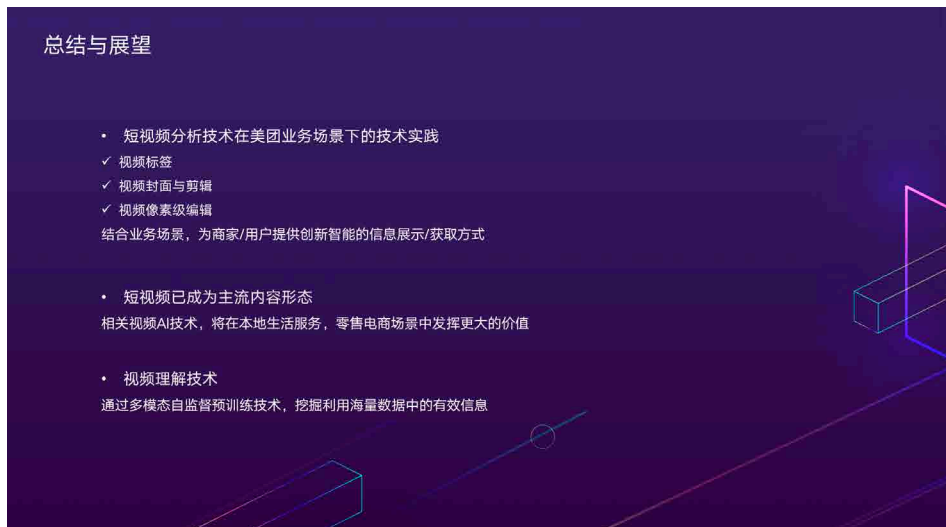 总结与展望
• 短视频分析技术在美团业务场景下的技术实践
✓ 视频标签
✓ 视频封面与剪辑
✓ 视频像素级编辑
结合业务场景，为商家/用户提供创新智能的信息展示/获取方式
• 短视频已成为主流内容形态
相关视频AI技术，将在本地生活服务，零售电商场景中发挥更大的价值
• 视频理解技术
通过多模态自监督预训练技术，挖掘利用海量数据中的有效信息